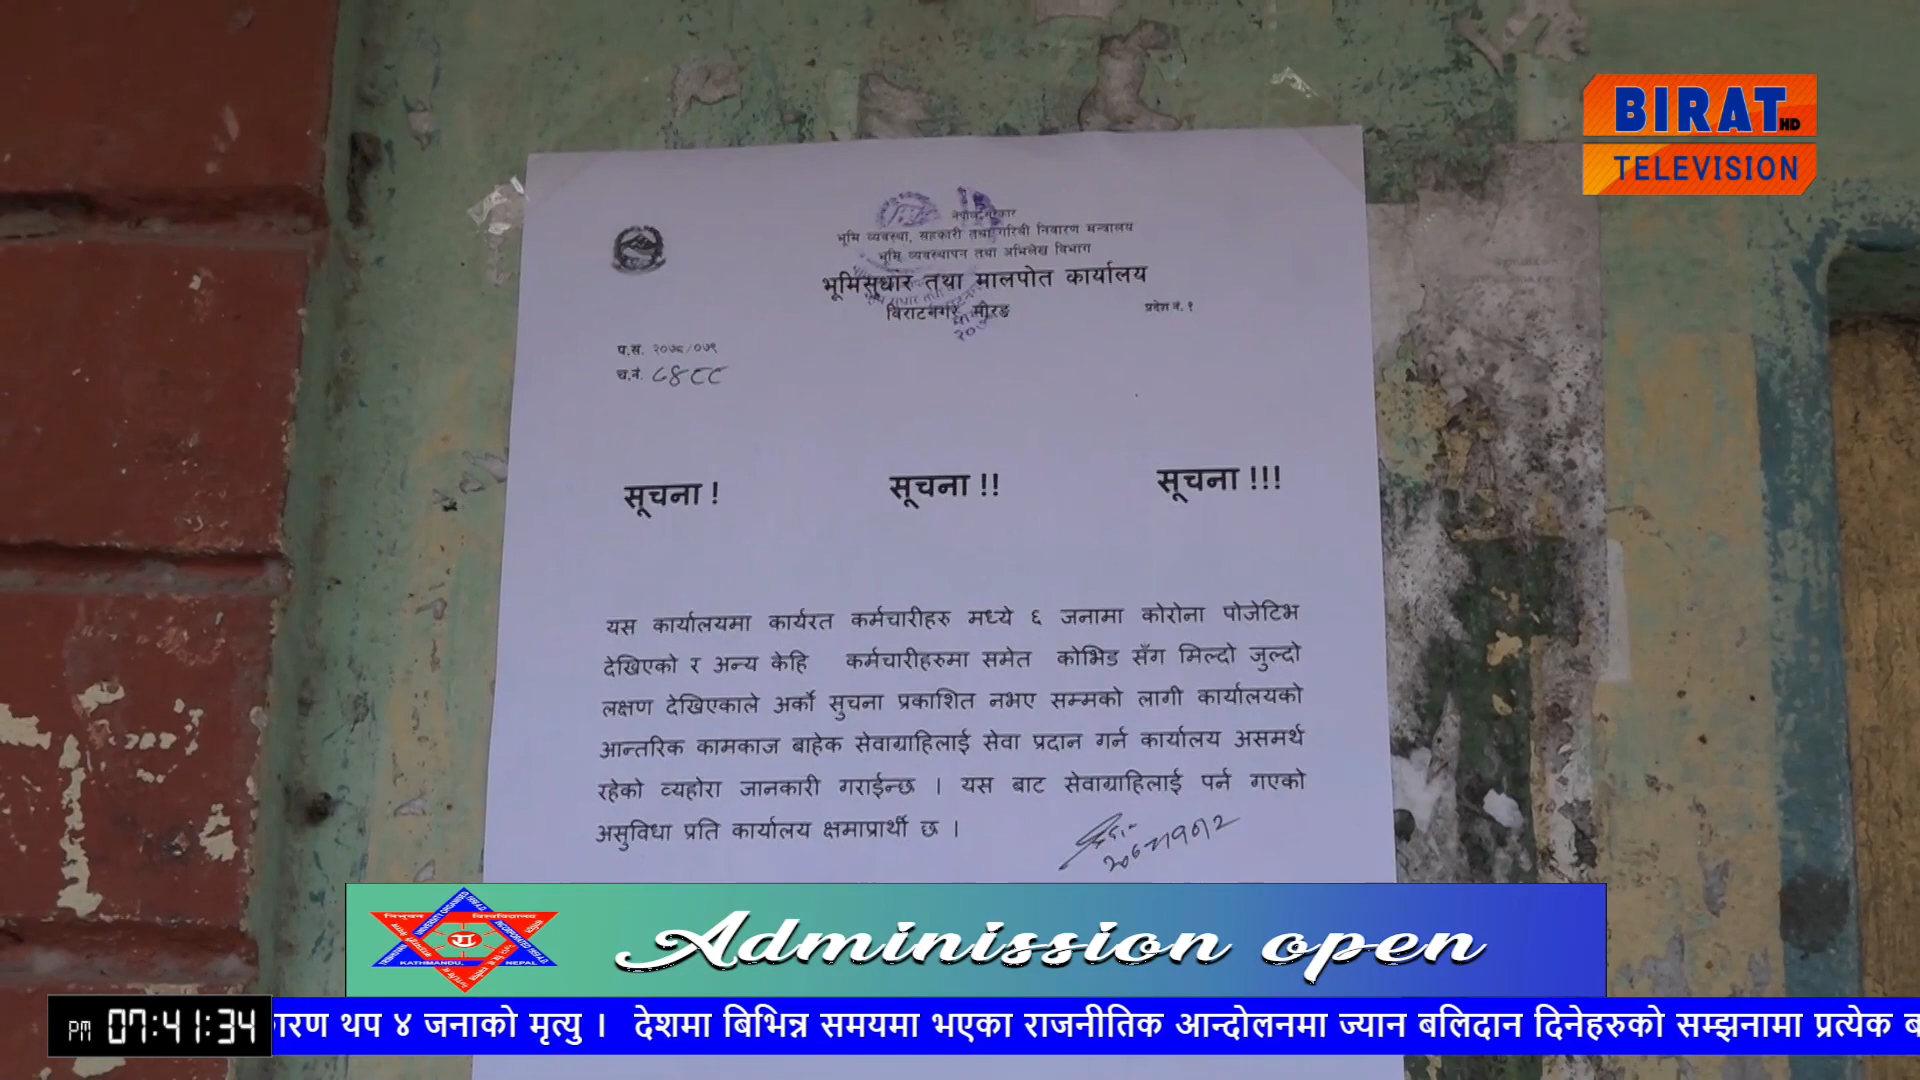 BIRAT HD
TELEVISION
नेपाल सरकार
भूमि व्यवस्था, सहकारी तथा गरिबी निवारण मन्त्रालय
भूमि व्यवस्थापन तथा अभिलेख विभाग
भूमिसुधार तथा मालपोत कार्यालय
विराटनगर, मोरङ
प्रदेश नं. १
प.स. २०७८/०७९
च.नं. ८४९९
सूचना !
सूचना !!
सूचना !!!
यस कार्यालयमा कार्यरत कर्मचारीहरु मध्ये ६ जनामा कोरोना पोजेटिभ
देखिएको र अन्य केहि कर्मचारीहरुमा समेत कोभिड सँग मिल्दो जुल्दो
लक्षण देखिएकाले अर्को सुचना प्रकाशित नभए सम्मको लागी कार्यालयको
आन्तरिक कामकाज बाहेक सेवाग्राहिलाई सेवा प्रदान गर्न कार्यालय असमर्थ
रहेको व्यहोरा जानकारी गराईन्छ । यस बाट सेवाग्राहिलाई पर्न गएको
असुविधा प्रति कार्यालय क्षमाप्रार्थी छ ।
KATHMANDU, NEPAL
Adminission open
PM 07:41:34
कारण थप ४ जनाको मृत्यु । देशमा बिभिन्न समयमा भएका राजनीतिक आन्दोलनमा ज्यान बलिदान दिनेहरुको सम्झनामा प्रत्येक